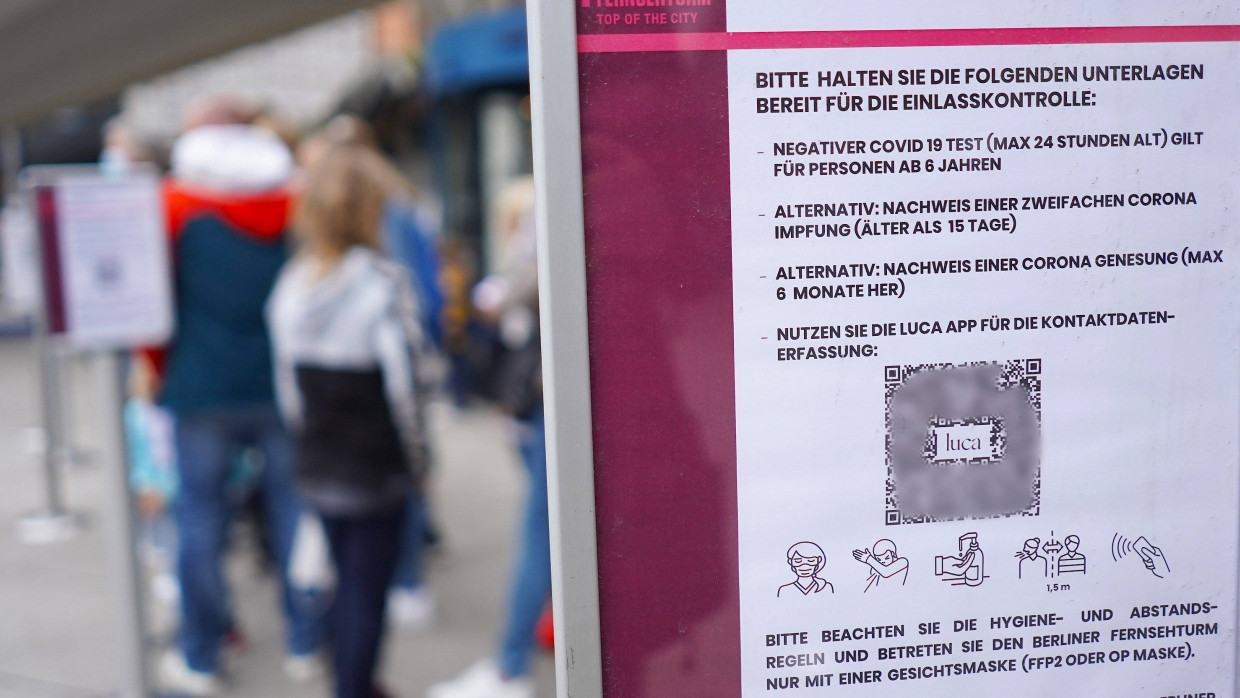 FERNSEHTURM
TOP OF THE CITY
BITTE HALTEN SIE DIE FOLGENDEN UNTERLAGEN
BEREIT FÜR DIE EINLASSKONTROLLE:
- NEGATIVER COVID 19 TEST (MAX 24 STUNDEN ALT) GILT
FÜR PERSONEN AB 6 JAHREN
- ALTERNATIV: NACHWEIS EINER ZWEIFACHEN CORONA
IMPFUNG (ÄLTER ALS 15 TAGE)
- ALTERNATIV: NACHWEIS EINER CORONA GENESUNG (MAX
6 MONATE HER)
- NUTZEN SIE DIE LUCA APP FÜR DIE KONTAKTDATEN-
ERFASSUNG:
luca
1,5 m
BITTE BEACHTEN SIE DIE HYGIENE- UND ABSTANDS-
REGELN UND BETRETEN SIE DEN BERLINER FERNSEHTURM
NUR MIT EINER GESICHTSMASKE (FFP2 ODER OP MASKE).